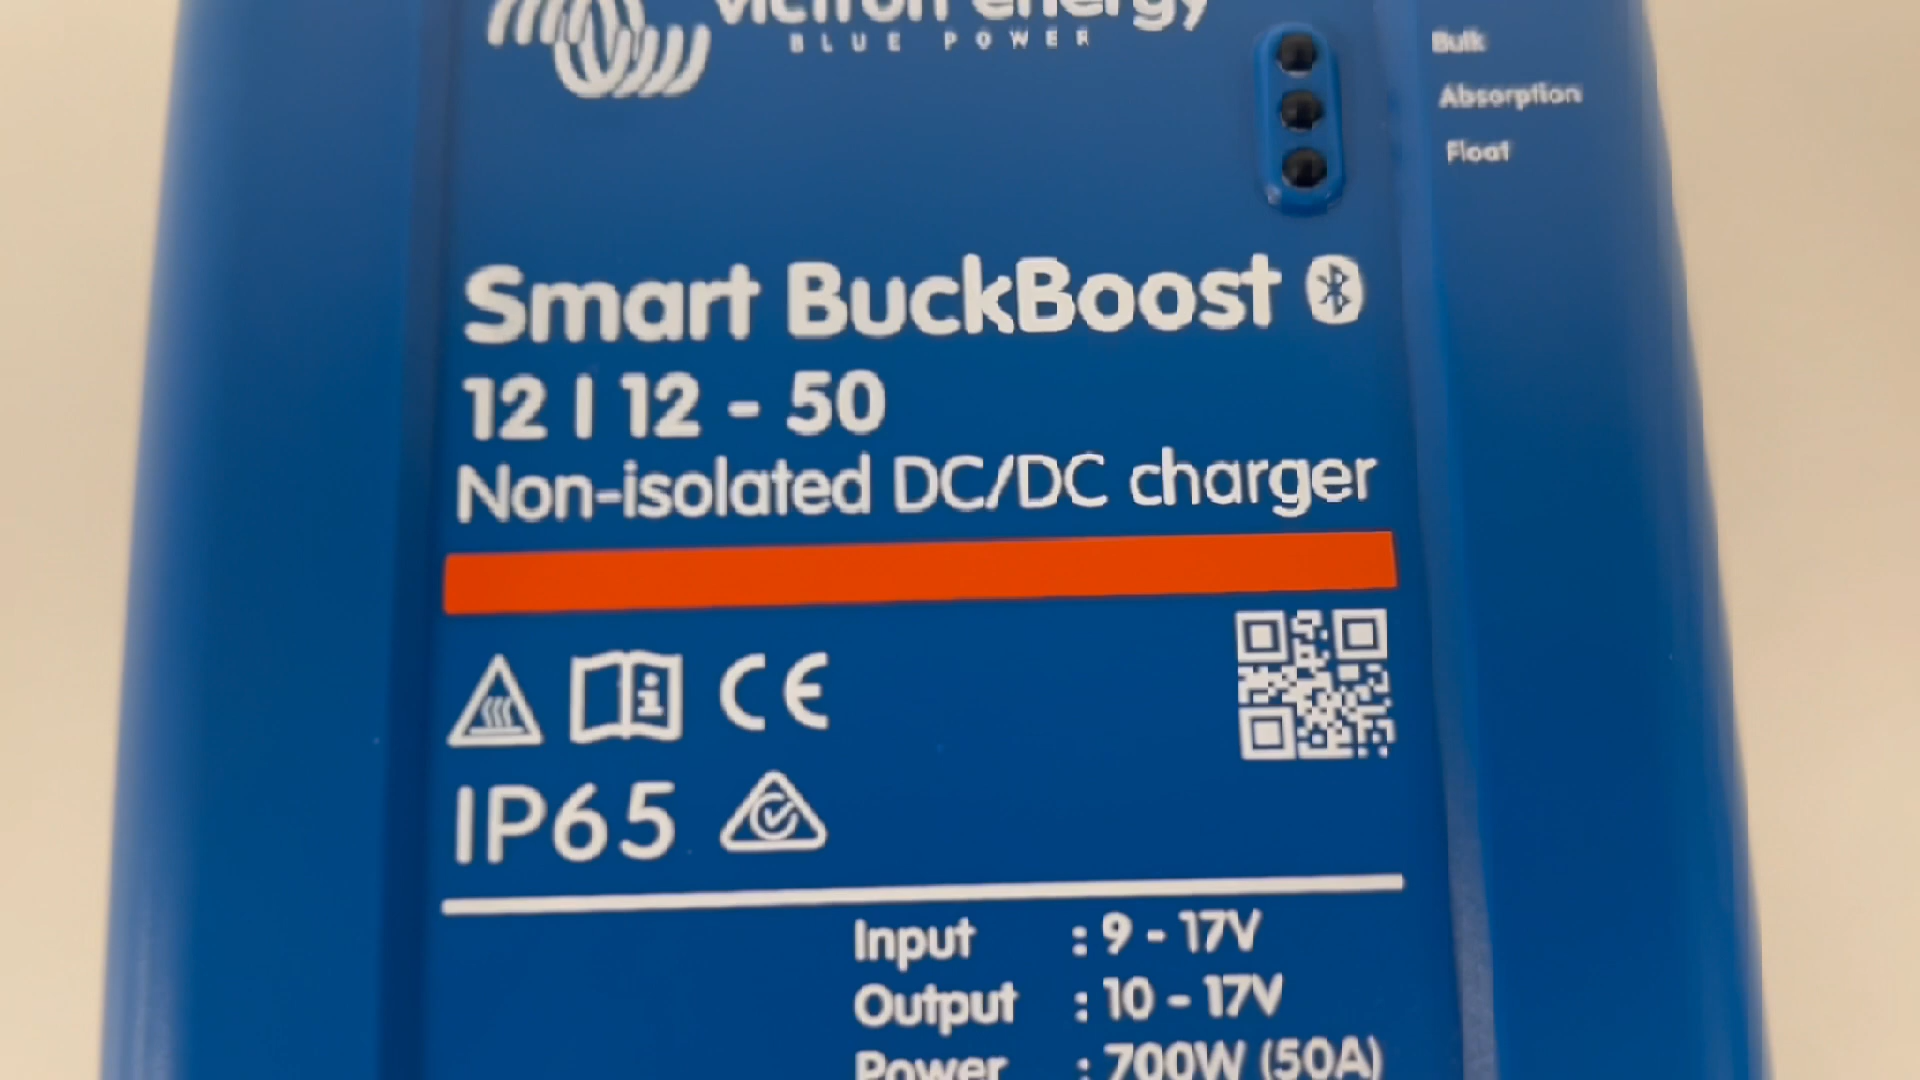 victron energy
BLUE POWER
Bulk
Absorption
Float
Smart BuckBoost
12 | 12 - 50
Non-isolated DC/DC charger
CE
IP65
Input : 9 - 17V
Output : 10 - 17V
Power : 700W (50A)